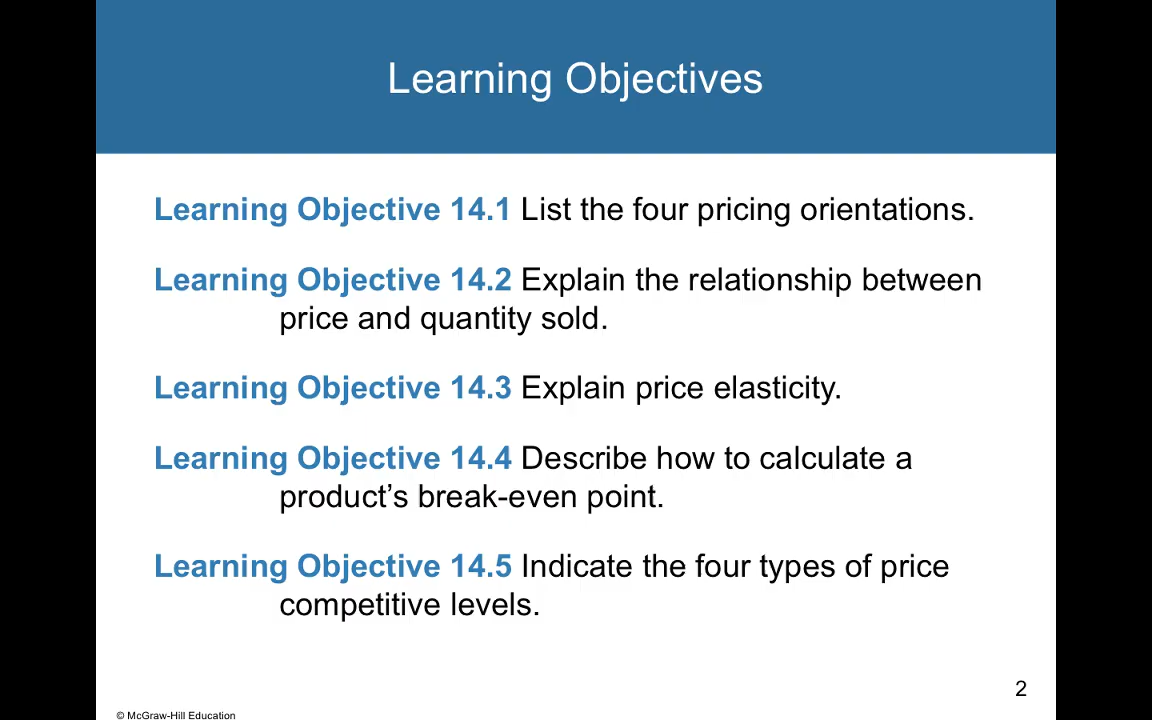 Learning Objectives
Learning Objective 14.1 List the four pricing orientations.
Learning Objective 14.2 Explain the relationship between
price and quantity sold.
Learning Objective 14.3 Explain price elasticity.
Learning Objective 14.4 Describe how to calculate a
product’s break-even point.
Learning Objective 14.5 Indicate the four types of price
competitive levels.
2
© McGraw-Hill Education